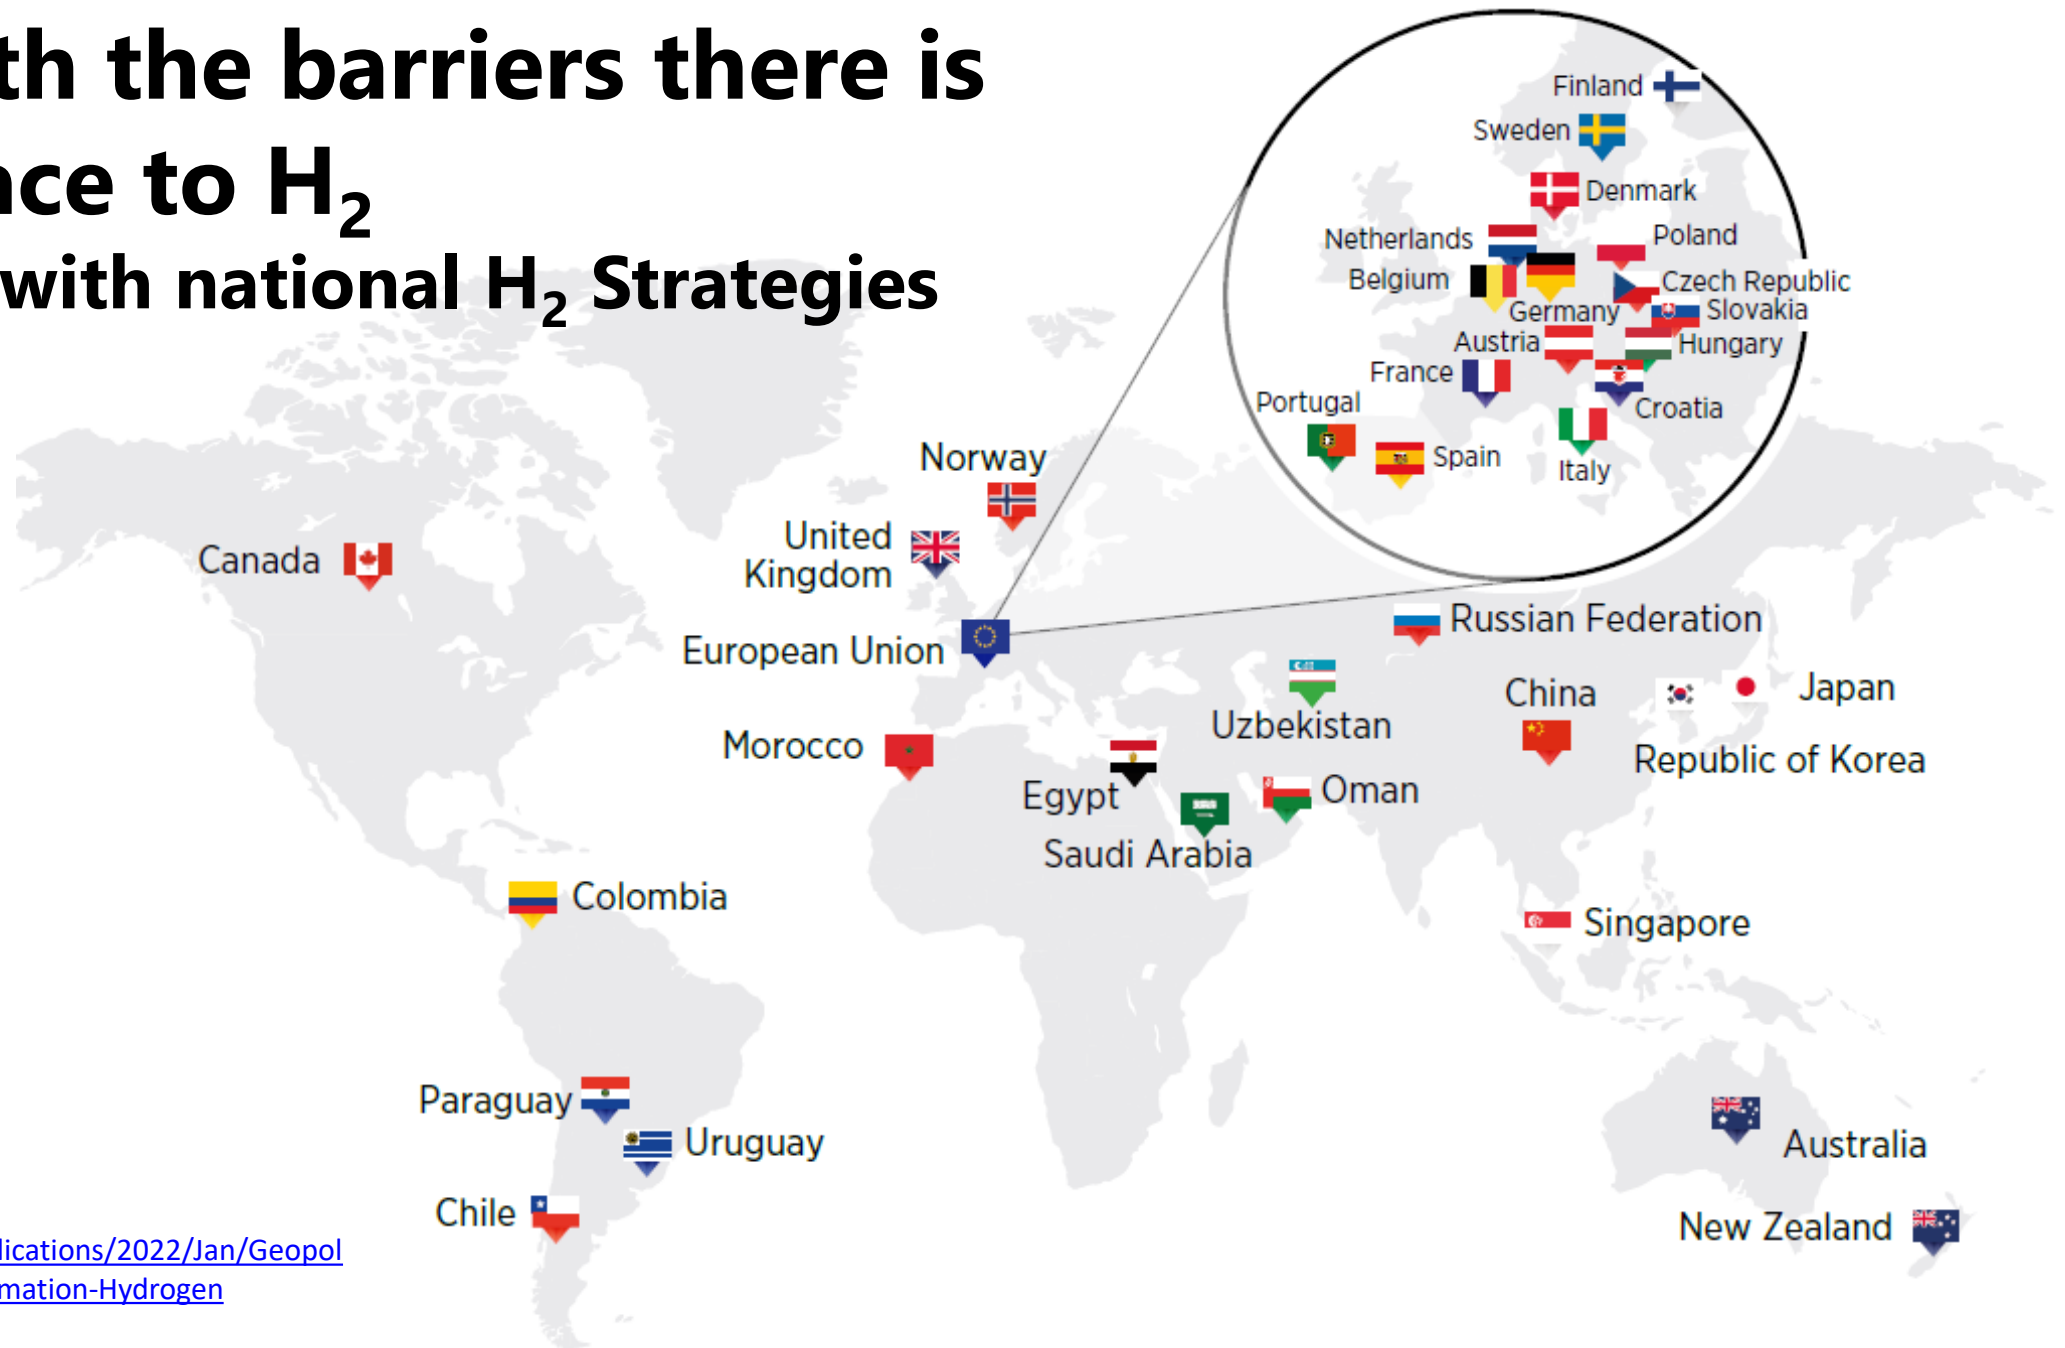 th the barriers there is
ce to H₂
with national H₂ Strategies
Finland
Sweden
Denmark
Netherlands
Poland
Belgium
Czech Republic
Germany
Slovakia
Austria
Hungary
France
Croatia
Portugal
Spain
Italy
Norway
United
Kingdom
Canada
European Union
Russian Federation
China
Japan
Uzbekistan
Morocco
Republic of Korea
Egypt
Oman
Saudi Arabia
Colombia
Singapore
Paraguay
Uruguay
Australia
Chile
New Zealand
lications/2022/Jan/Geopol
mation-Hydrogen